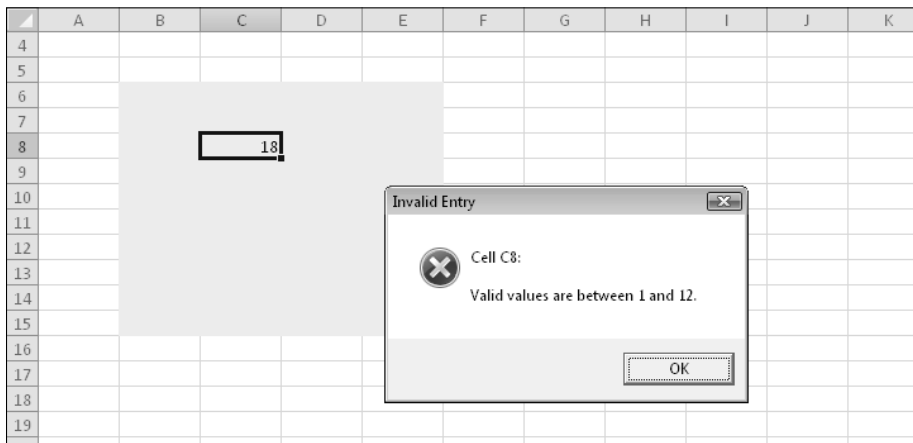 A B C D E F G H I J K
4
5
6
7
8 18
9
10 Invalid Entry
11
12 Cell C8:
13
14 Valid values are between 1 and 12.
15
16
17 OK
18
19